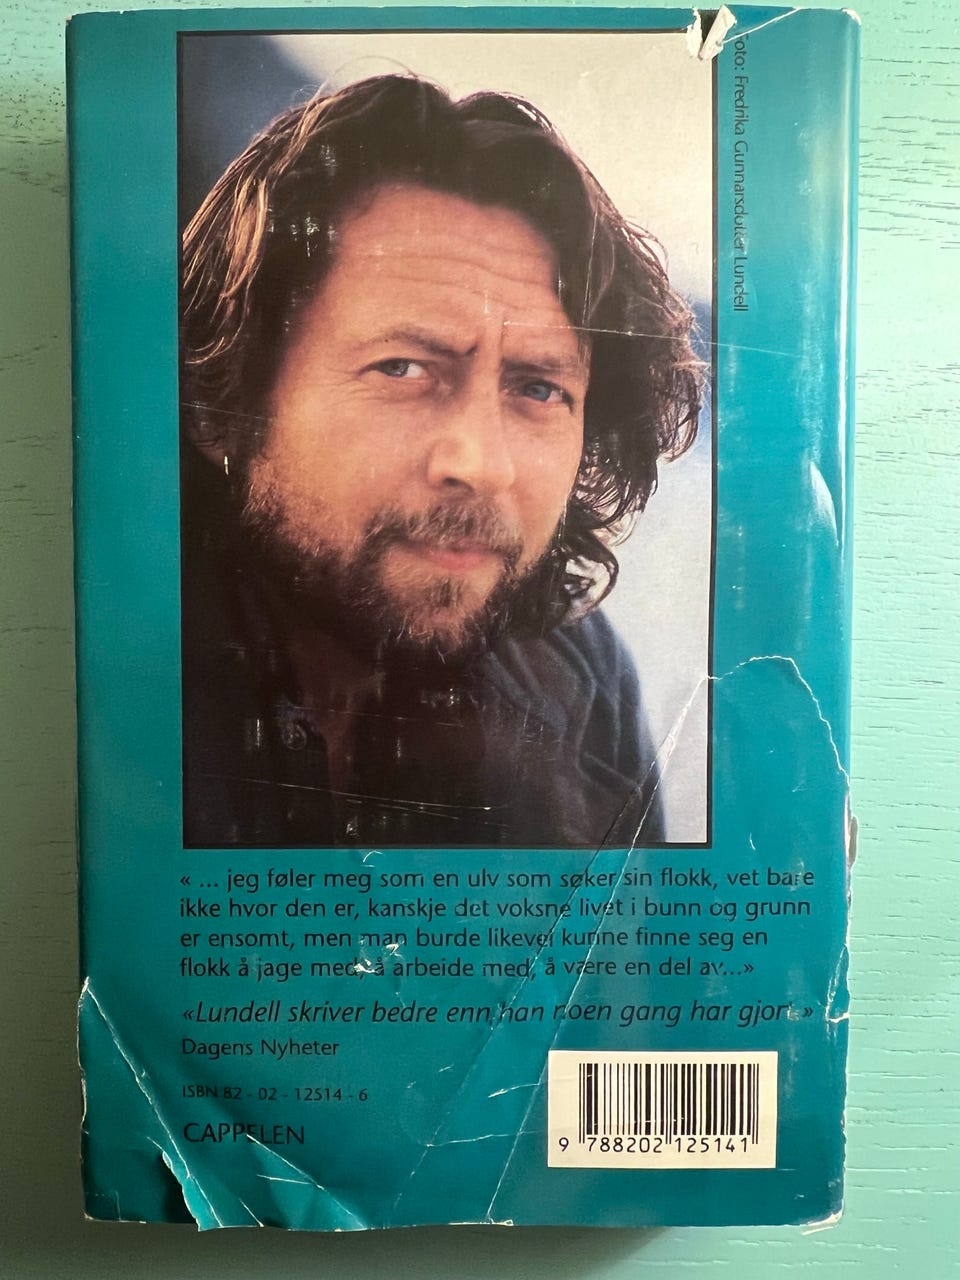 Foto: Fredrika Gunnarsdotter Lundell
« ... jeg føler meg som en ulv som søker sin flokk, vet bare
ikke hvor den er, kanskje det voksne livet i bunn og grunn
er ensomt, men man burde likevel kunne finne seg en
flokk å jage med, å arbeide med, å være en del av...»
«Lundell skriver bedre enn han noen gang har gjort.»
Dagens Nyheter
ISBN 82 - 02 - 12514 - 6
CAPPELEN
9 788202 125141